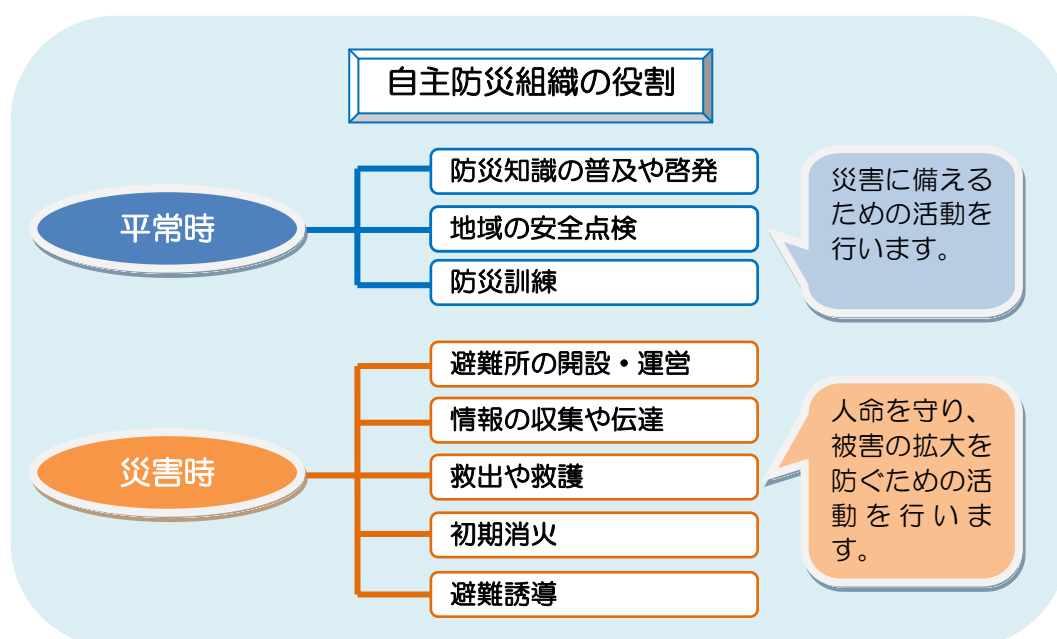 自主防災組織の役割
平常時
防災知識の普及や啓発
地域の安全点検
防災訓練
災害に備える
ための活動を
行います。
災害時
避難所の開設・運営
情報の収集や伝達
救出や救護
初期消火
避難誘導
人命を守り、
被害の拡大を
防ぐための活
動を行いま
す。